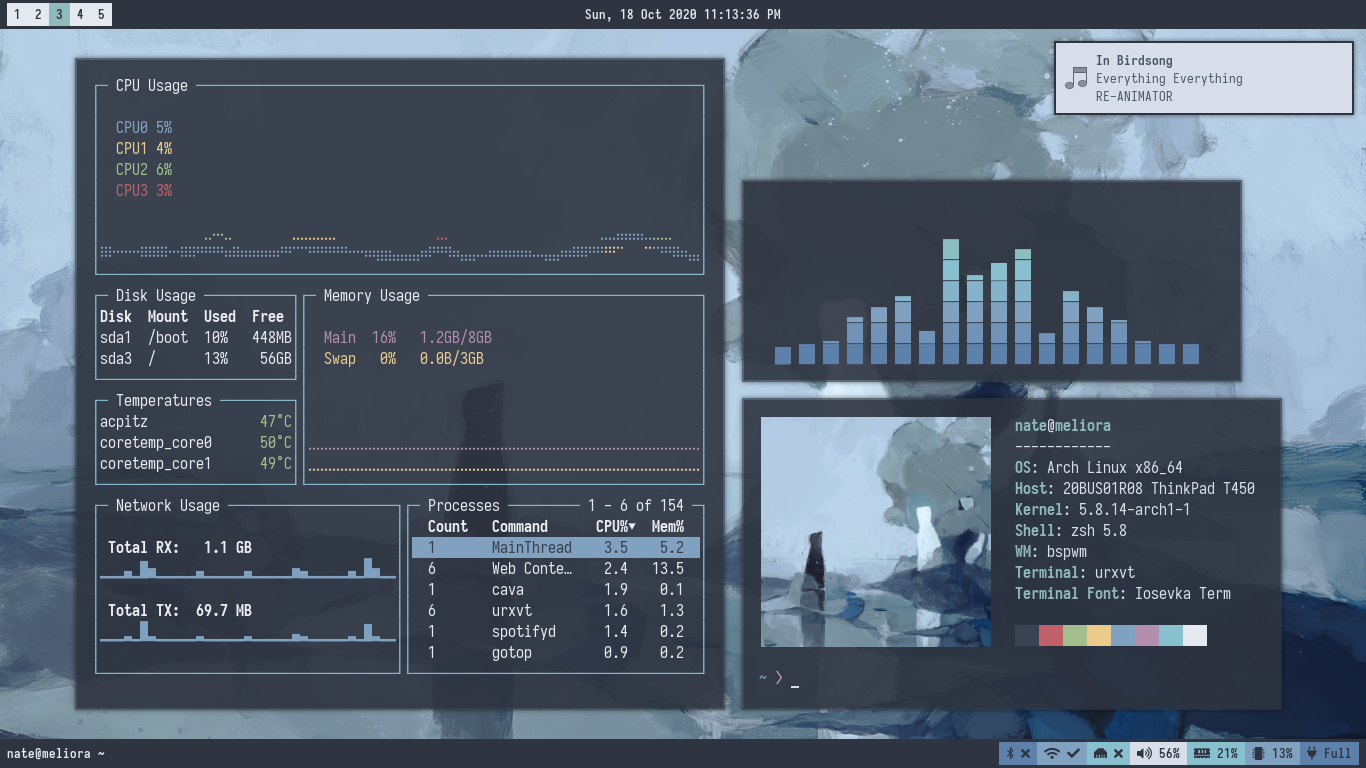 1 2 3 4 5
Sun, 18 Oct 2020 11:13:36 PM
In Birdsong
Everything Everything
RE-ANIMATOR
CPU Usage
CPU0 5%
CPU1 4%
CPU2 6%
CPU3 3%
Disk Usage
Disk Mount Used Free
sda1 /boot 10% 448MB
sda3 / 13% 56GB
Memory Usage
Main 16% 1.2GB/8GB
Swap 0% 0.0B/3GB
Temperatures
acpitz 47°C
coretemp_core0 50°C
coretemp_core1 49°C
Network Usage
Total RX: 1.1 GB
Total TX: 69.7 MB
Processes 1 - 6 of 154
Count Command CPU%▾ Mem%
1 MainThread 3.5 5.2
6 Web Conte… 2.4 13.5
1 cava 1.9 0.1
6 urxvt 1.6 1.3
1 spotifyd 1.4 0.2
1 gotop 0.9 0.2
nate@meliora
------------
OS: Arch Linux x86_64
Host: 20BUS01R08 ThinkPad T450
Kernel: 5.8.14-arch1-1
Shell: zsh 5.8
WM: bspwm
Terminal: urxvt
Terminal Font: Iosevka Term
~ ❯ _
nate@meliora ~
56% 21% 13% Full